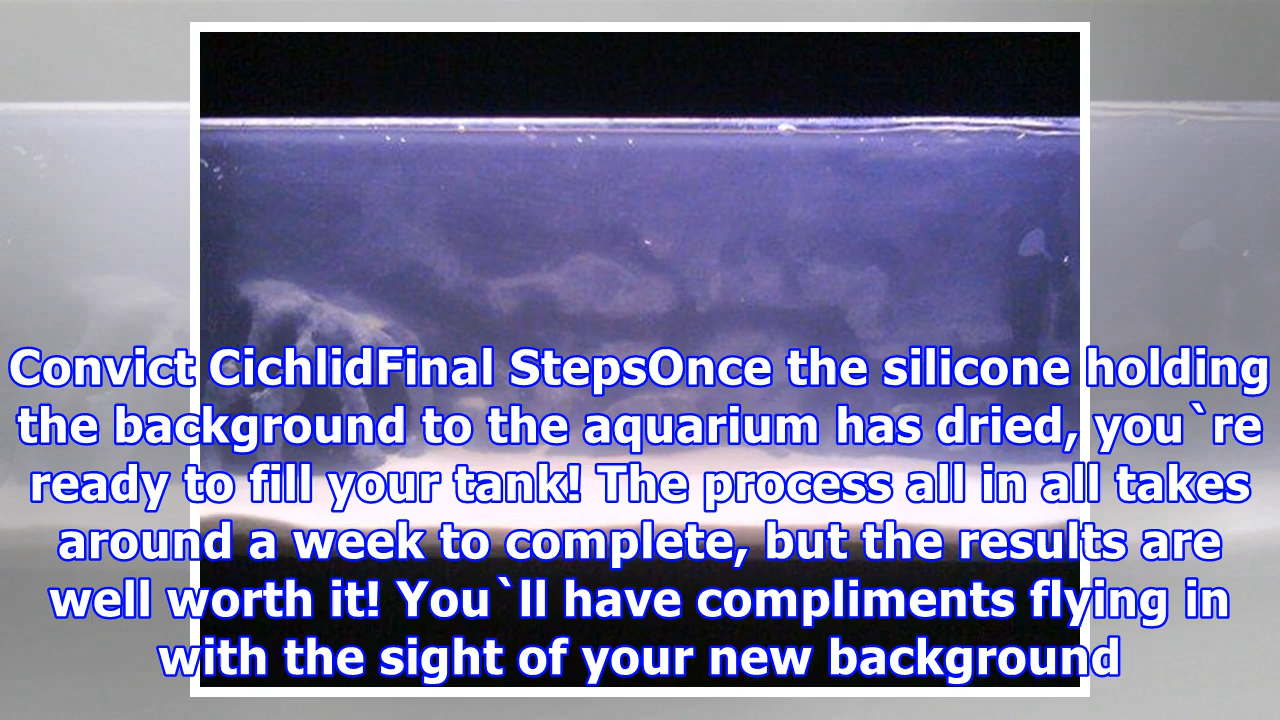 Convict CichlidFinal StepsOnce the silicone holding
the background to the aquarium has dried, you`re
ready to fill your tank! The process all in all takes
around a week to complete, but the results are
well worth it! You`ll have compliments flying in
with the sight of your new background